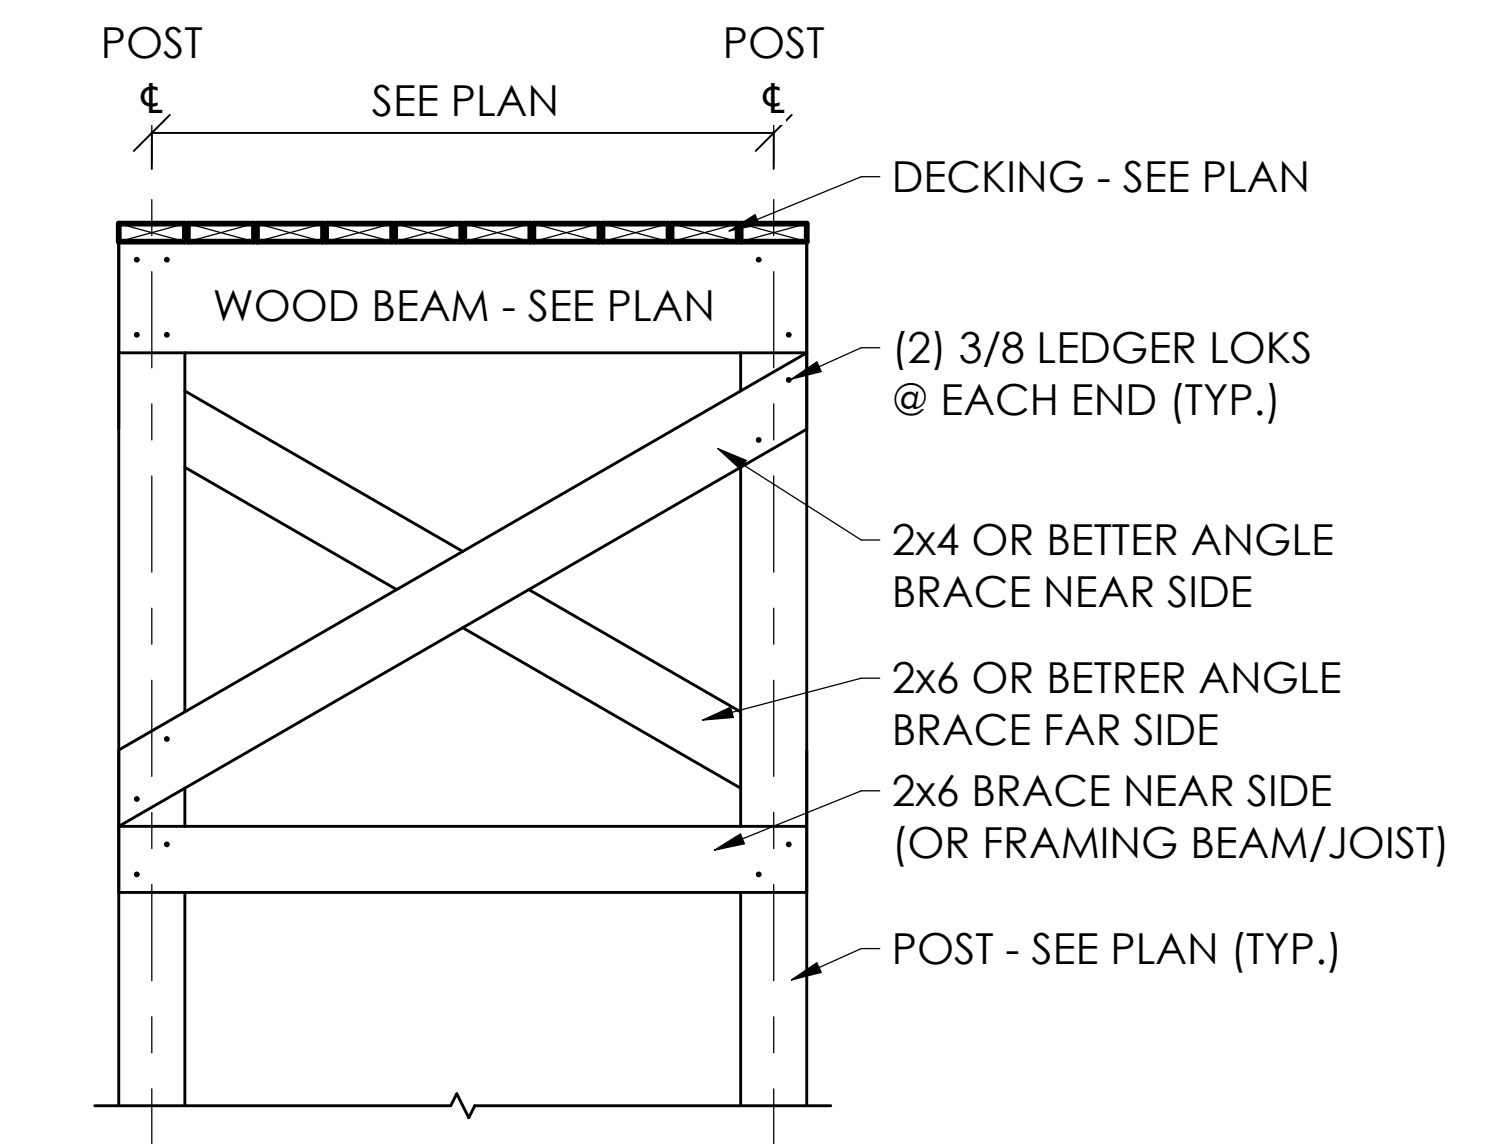 POST
POST
℄
℄
SEE PLAN
DECKING - SEE PLAN
WOOD BEAM - SEE PLAN
(2) 3/8 LEDGER LOKS
@ EACH END (TYP.)
2x4 OR BETTER ANGLE
BRACE NEAR SIDE
2x6 OR BETRER ANGLE
BRACE FAR SIDE
2x6 BRACE NEAR SIDE
(OR FRAMING BEAM/JOIST)
POST - SEE PLAN (TYP.)